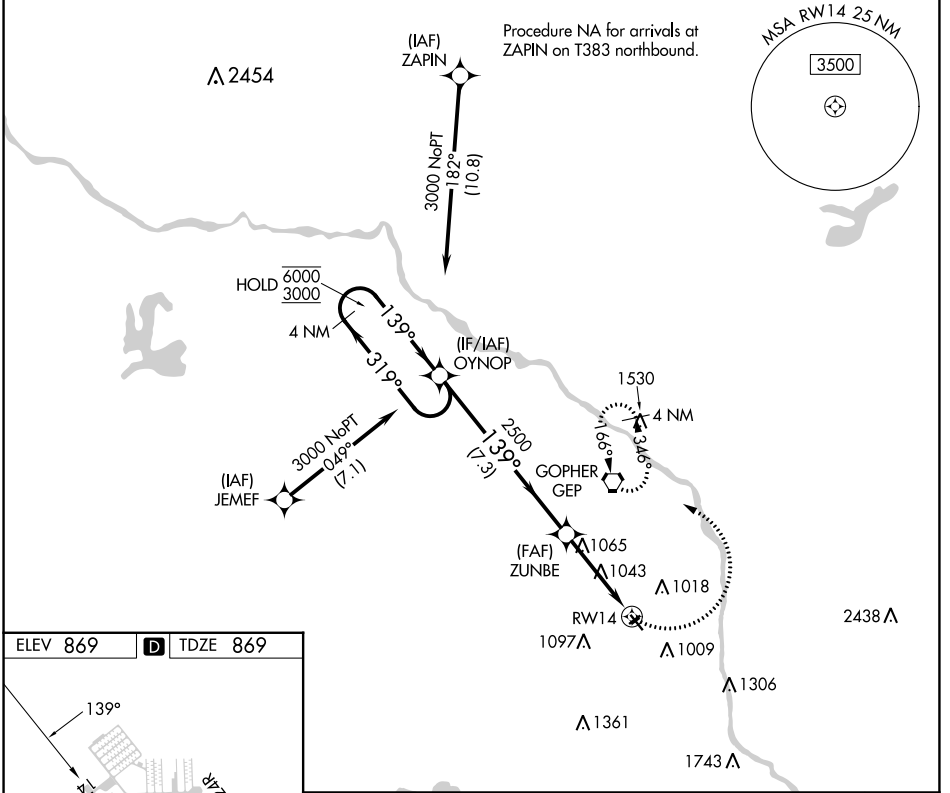 Procedure NA for arrivals at
ZAPIN on T383 northbound.
MSA RW14 25 NM
3500
(IAF)
ZAPIN
2454
3000 NoPT
182°
(10.8)
HOLD
6000
3000
4 NM
139°
319°
(IF/IAF)
OYNOP
3000 NoPT
049°
(7.1)
(IAF)
JEMEF
2500
139°
(7.3)
1530
4 NM
166°
346°
GOPHER
GEP
(FAF)
ZUNBE
1065
1043
1018
RW14
1097
1009
2438
1306
1361
1743
ELEV 869
D
TDZE 869
139°
14
24R